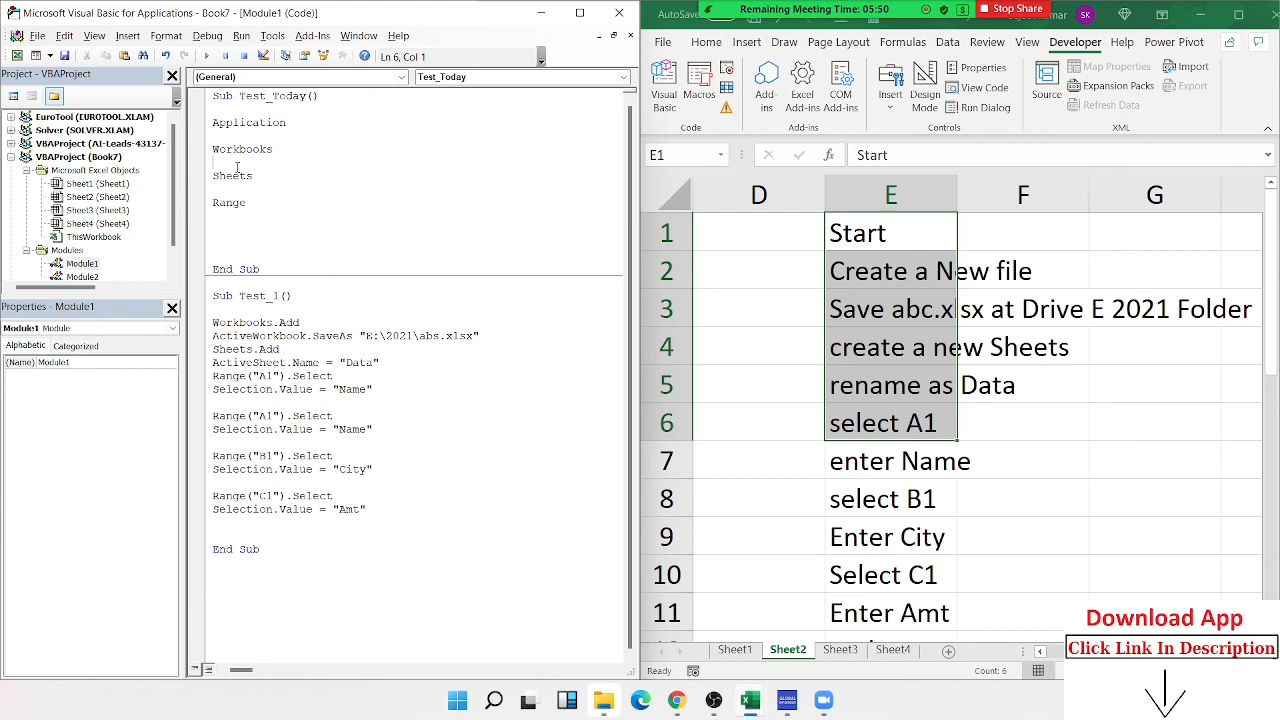 Microsoft Visual Basic for Applications - Book7 - [Module1 (Code)]
File Edit View Insert Format Debug Run Tools Add-Ins Window Help
Ln 6, Col 1
Project - VBAProject
EuroTool (EUROTOOL.XLAM)
Solver (SOLVER.XLAM)
VBAProject (AI-Leads-43137-
VBAProject (Book7)
Microsoft Excel Objects
Sheet1 (Sheet1)
Sheet2 (Sheet2)
Sheet3 (Sheet3)
Sheet4 (Sheet4)
ThisWorkbook
Modules
Module1
Module2
Properties - Module1
Module1 Module
Alphabetic Categorized
(Name) Module1
(General) Test_Today
Sub Test_Today()
Application
Workbooks
Sheets
Range
End Sub
Sub Test_1()
Workbooks.Add
ActiveWorkbook.SaveAs "E:\2021\abs.xlsx"
Sheets.Add
ActiveSheet.Name = "Data"
Range("A1").Select
Selection.Value = "Name"
Range("A1").Select
Selection.Value = "Name"
Range("B1").Select
Selection.Value = "City"
Range("C1").Select
Selection.Value = "Amt"
End Sub
Remaining Meeting Time: 05:50
Stop Share
AutoSave
SK
File Home Insert Draw Page Layout Formulas Data Review View Developer Help Power Pivot
Visual Basic
Macros
Code
Add-ins
Excel Add-ins
COM Add-ins
Add-ins
Insert
Design Mode
Properties
View Code
Run Dialog
Controls
Source
Map Properties
Expansion Packs
Refresh Data
Import
Export
XML
E1 fx Start
D E F G
1 Start
2 Create a New file
3 Save abc.xlsx at Drive E 2021 Folder
4 create a new Sheets
5 rename as Data
6 select A1
7 enter Name
8 select B1
9 Enter City
10 Select C1
11 Enter Amt
Sheet1 Sheet2 Sheet3 Sheet4
Ready Count: 6
Download App
Click Link In Description